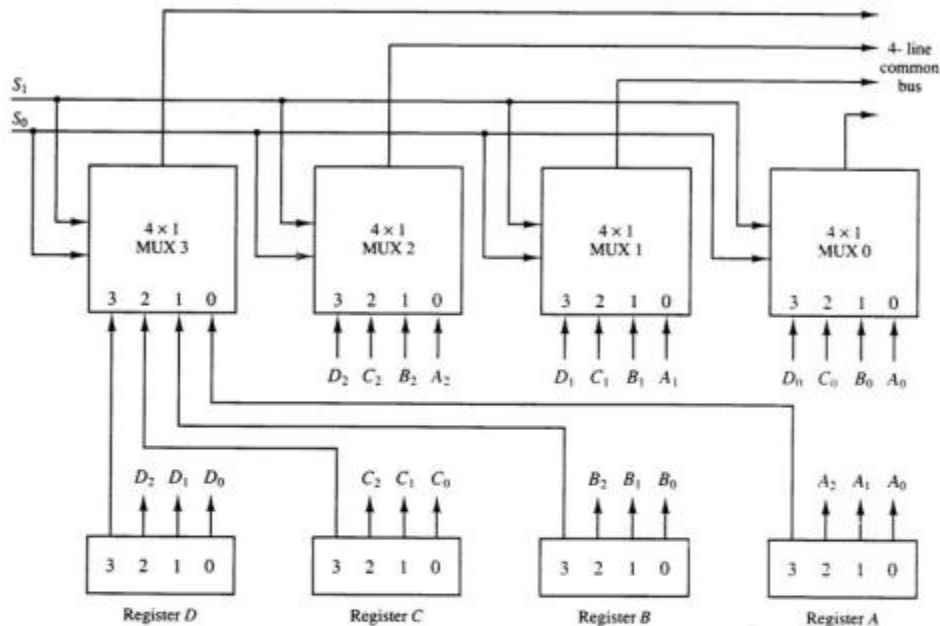 4- line
common
bus
S₁
S₀
4 × 1
MUX 3
3 2 1 0
4 × 1
MUX 2
3 2 1 0
4 × 1
MUX 1
3 2 1 0
4 × 1
MUX 0
3 2 1 0
D₂ C₂ B₂ A₂
D₁ C₁ B₁ A₁
D₀ C₀ B₀ A₀
D₂ D₁ D₀
C₂ C₁ C₀
B₂ B₁ B₀
A₂ A₁ A₀
3 2 1 0
3 2 1 0
3 2 1 0
3 2 1 0
Register D
Register C
Register B
Register A